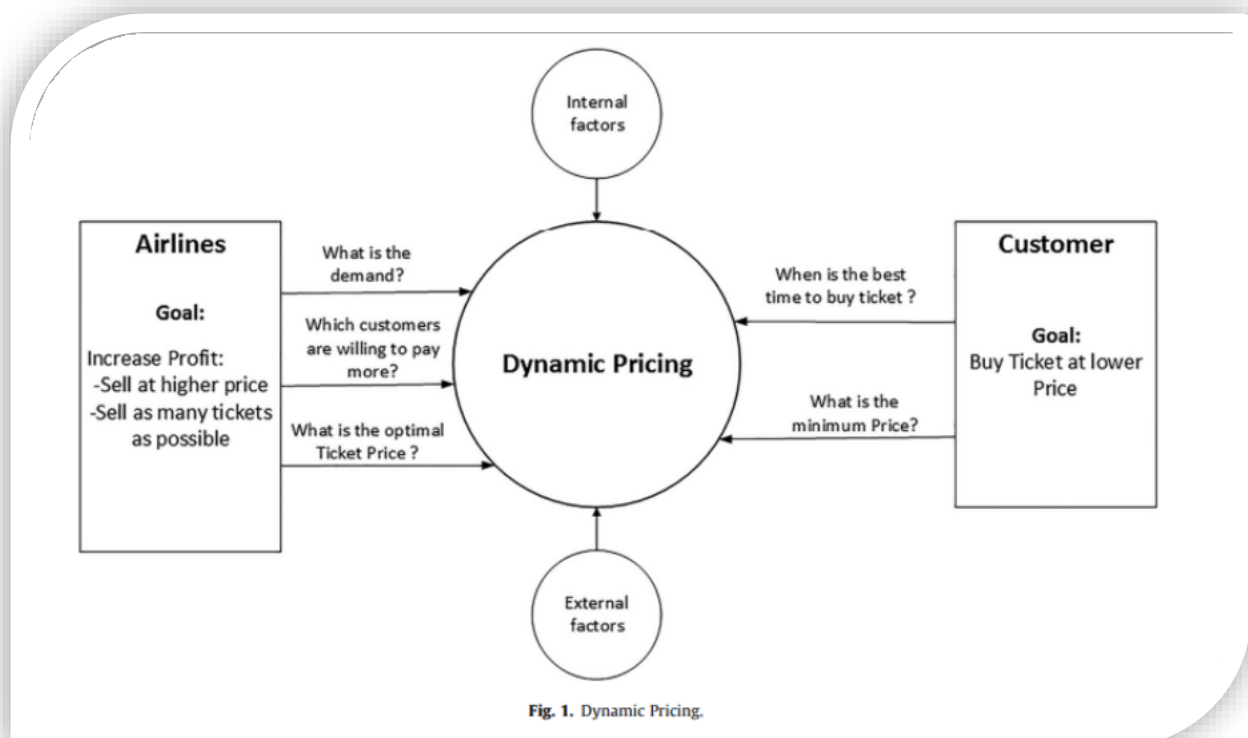 Internal
factors
Airlines
Goal:
Increase Profit:
-Sell at higher price
-Sell as many tickets
as possible
What is the
demand?
Which customers
are willing to pay
more?
What is the optimal
Ticket Price ?
Dynamic Pricing
When is the best
time to buy ticket ?
What is the
minimum Price?
Customer
Goal:
Buy Ticket at lower
Price
External
factors
Fig. 1. Dynamic Pricing.